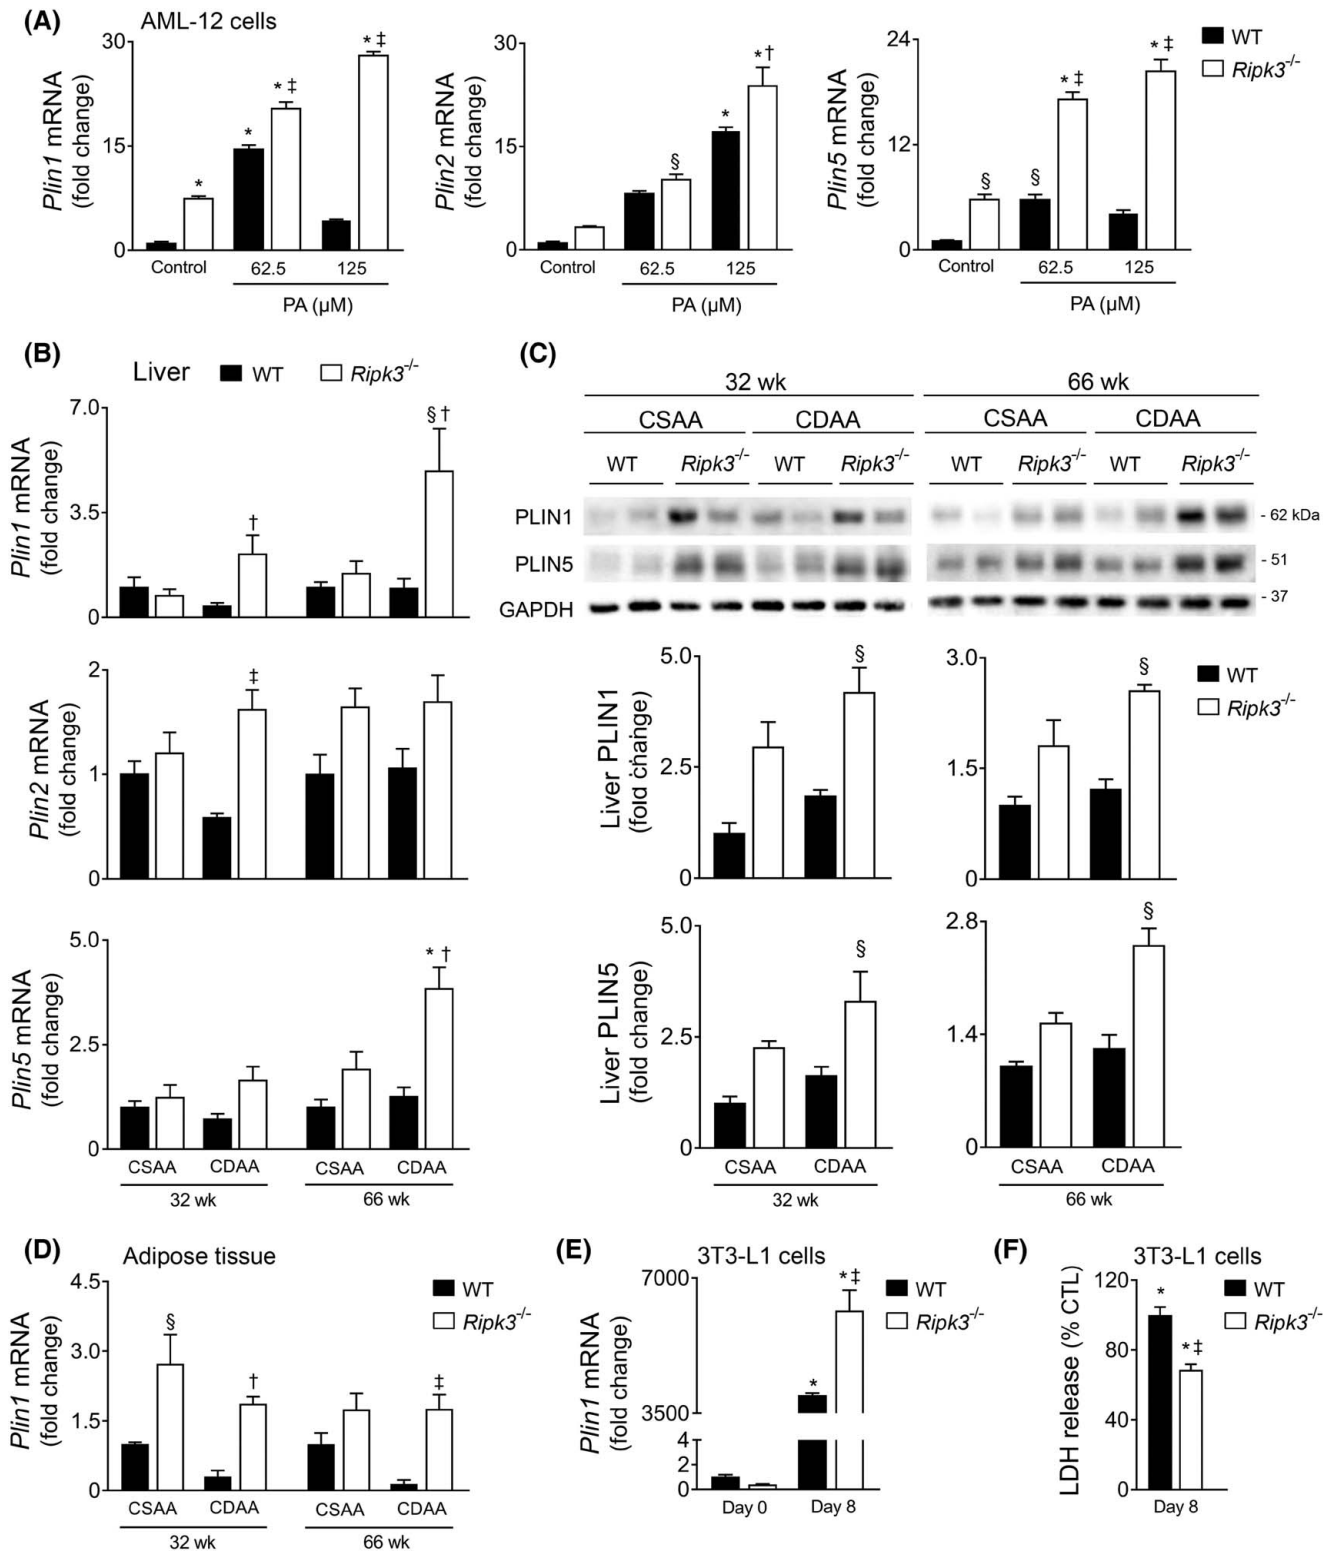 (A) AML-12 cells
Plin1 mRNA
(fold change)
30
15
0
*
*
* ‡
* ‡
Control 62.5 125
PA (µM)
Plin2 mRNA
(fold change)
30
15
0
§
*
* †
Control 62.5 125
PA (µM)
Plin5 mRNA
(fold change)
24
12
0
§
§
* ‡
* ‡
Control 62.5 125
PA (µM)
WT
Ripk3-/-
(B)
Liver WT Ripk3-/-
Plin1 mRNA
(fold change)
7.0
3.5
0
†
§ †
Plin2 mRNA
(fold change)
2
1
0
‡
Plin5 mRNA
(fold change)
5.0
2.5
0
* †
CSAA CDAA CSAA CDAA
32 wk 66 wk
(C)
32 wk 66 wk
CSAA CDAA CSAA CDAA
WT Ripk3-/- WT Ripk3-/- WT Ripk3-/- WT Ripk3-/-
PLIN1 - 62 kDa
PLIN5 - 51
GAPDH - 37
Liver PLIN1
(fold change)
5.0
2.5
0
§
3.0
1.5
0
§
WT
Ripk3-/-
Liver PLIN5
(fold change)
5.0
2.5
0
§
CSAA CDAA
32 wk
2.8
1.4
0
§
CSAA CDAA
66 wk
(D) Adipose tissue
Plin1 mRNA
(fold change)
4.5
3.0
1.5
0
§
†
‡
CSAA CDAA CSAA CDAA
32 wk 66 wk
WT
Ripk3-/-
(E)
3T3-L1 cells
Plin1 mRNA
(fold change)
7000
3500
4
2
0
*
*‡
Day 0 Day 8
WT
Ripk3-/-
(F)
3T3-L1 cells
LDH release (% CTL)
120
80
40
0
*
*‡
Day 8
WT
Ripk3-/-